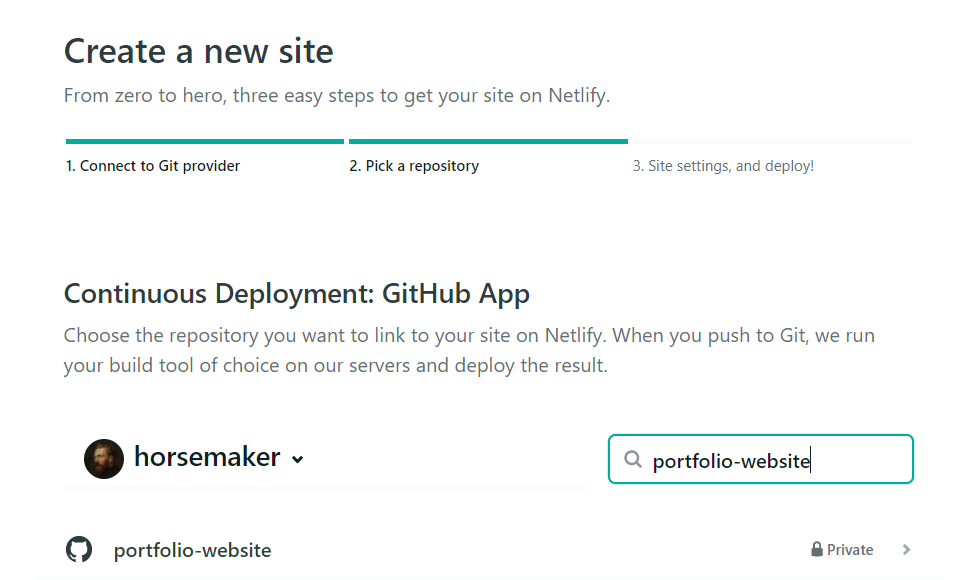 Create a new site
From zero to hero, three easy steps to get your site on Netlify.
1. Connect to Git provider
2. Pick a repository
3. Site settings, and deploy!
Continuous Deployment: GitHub App
Choose the repository you want to link to your site on Netlify. When you push to Git, we run
your build tool of choice on our servers and deploy the result.
horsemaker
portfolio-website
portfolio-website
Private